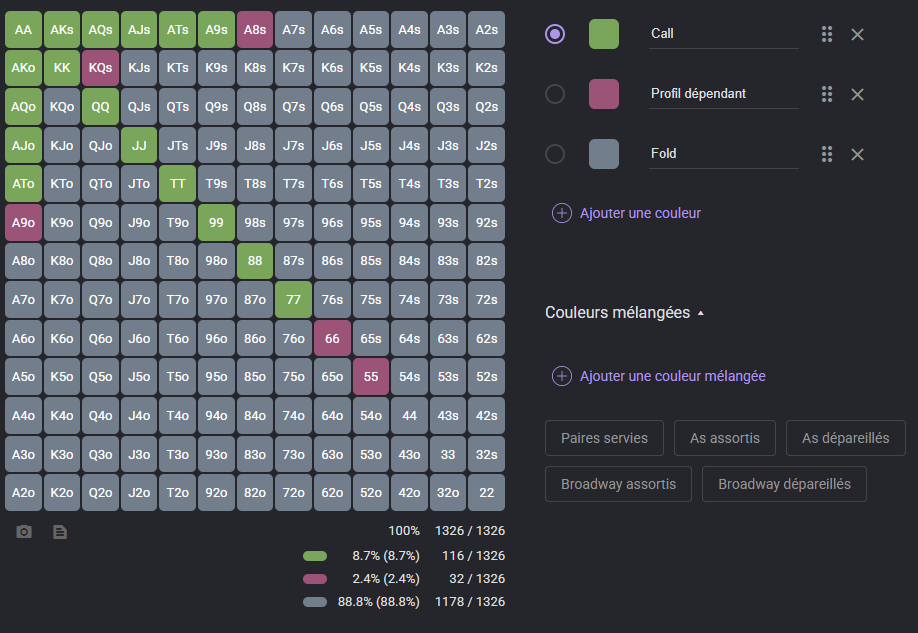 AA AKs AQs AJs ATs A9s A8s A7s A6s A5s A4s A3s A2s
AKo KK KQs KJs KTs K9s K8s K7s K6s K5s K4s K3s K2s
AQo KQo QQ QJs QTs Q9s Q8s Q7s Q6s Q5s Q4s Q3s Q2s
AJo KJo QJo JJ JTs J9s J8s J7s J6s J5s J4s J3s J2s
ATo KTo QTo JTo TT T9s T8s T7s T6s T5s T4s T3s T2s
A9o K9o Q9o J9o T9o 99 98s 97s 96s 95s 94s 93s 92s
A8o K8o Q8o J8o T8o 98o 88 87s 86s 85s 84s 83s 82s
A7o K7o Q7o J7o T7o 97o 87o 77 76s 75s 74s 73s 72s
A6o K6o Q6o J6o T6o 96o 86o 76o 66 65s 64s 63s 62s
A5o K5o Q5o J5o T5o 95o 85o 75o 65o 55 54s 53s 52s
A4o K4o Q4o J4o T4o 94o 84o 74o 64o 54o 44 43s 42s
A3o K3o Q3o J3o T3o 93o 83o 73o 63o 53o 43o 33 32s
A2o K2o Q2o J2o T2o 92o 82o 72o 62o 52o 42o 32o 22
100% 1326 / 1326
8.7% (8.7%) 116 / 1326
2.4% (2.4%) 32 / 1326
88.8% (88.8%) 1178 / 1326
Call
Profil dépendant
Fold
Ajouter une couleur
Couleurs mélangées
Ajouter une couleur mélangée
Paires servies As assortis As dépareillés
Broadway assortis Broadway dépareillés